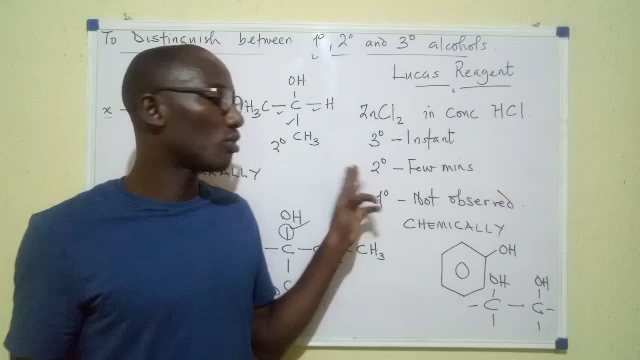 To Distinguish between 1°, 2° and 3° alcohols.
Lucas Reagent
OH
x
H₃C – C – H
CH₃
2°
ZnCl₂ in conc HCl
3° – Instant
2° – Few mins
1° – Not observed
CHEMICALLY
OH
– C – C – CH₃
OH
OH OH
– C – C –